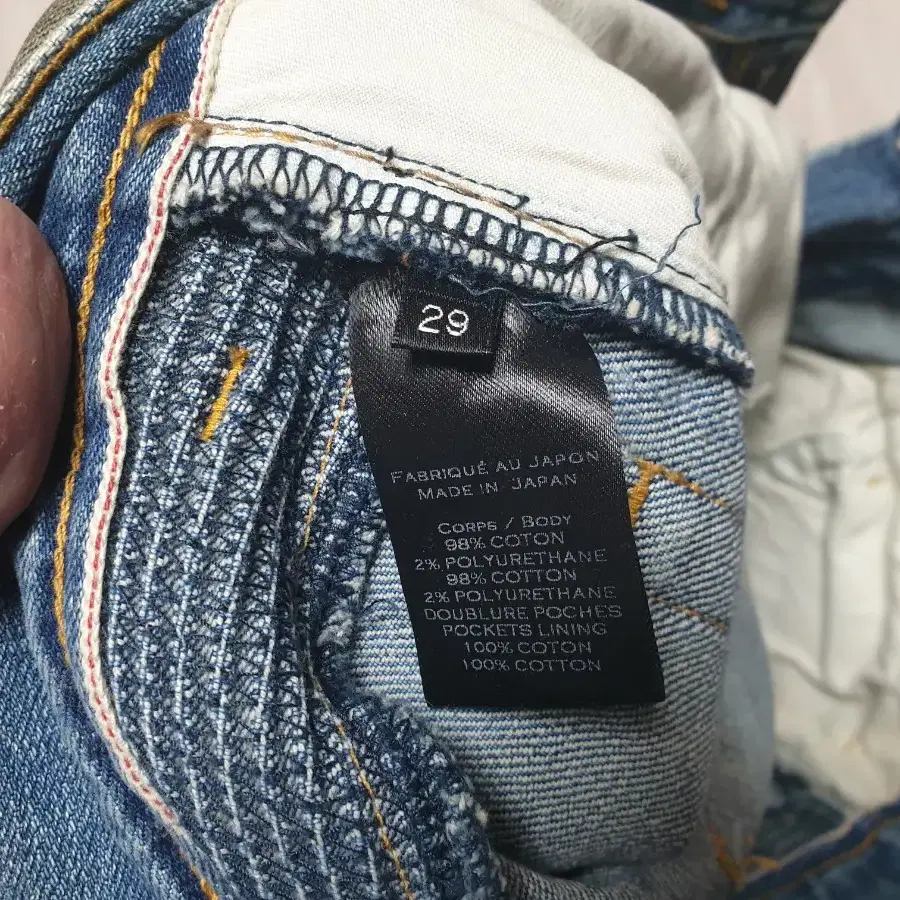 29
FABRIQUÉ AU JAPON
MADE IN JAPAN
CORPS / BODY
98% COTON
2% POLYURETHANE
98% COTTON
2% POLYURETHANE
DOUBLURE POCHES
POCKETS LINING
100% COTON
100% COTTON